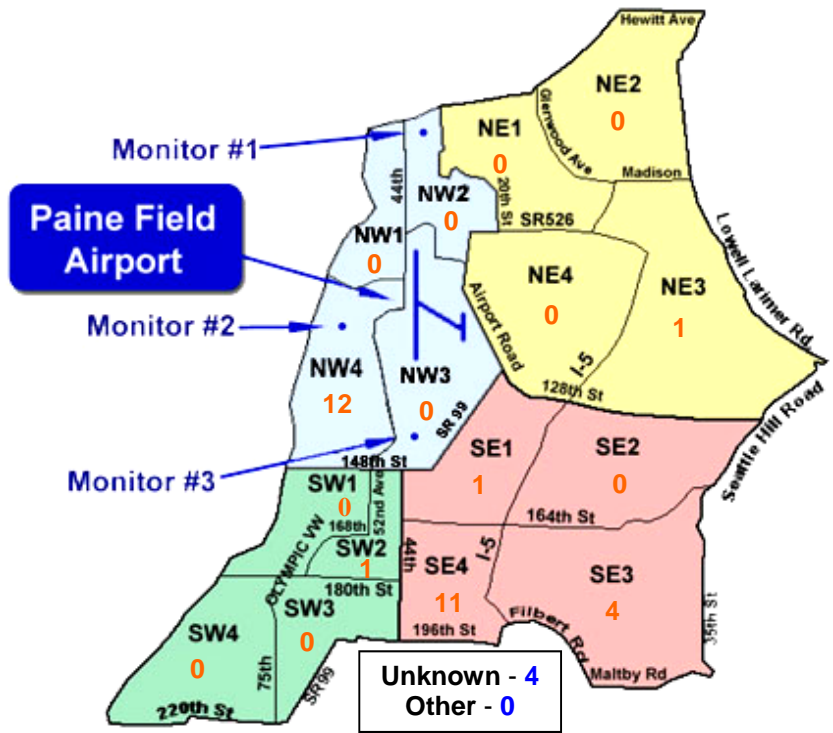 Hewitt Ave
NE2
0
Glenwood Ave
Madison
NE1
0
20th St
SR526
Monitor #1
44th
NW2
0
Paine Field
Airport
NW1
0
NE4
0
NE3
1
Lowell Larimer Rd.
Airport Road
I-5
128th St
Monitor #2
NW4
12
NW3
0
SR 99
Seattle Hill Road
Monitor #3
148th St
SE1
1
SE2
0
SW1
0
52nd Ave
168th
OLYMPIC VW
SW2
1
180th St
44th
I-5
164th St
SE4
11
196th St
SE3
4
35th St
Filbert Rd
Maltby Rd
SW4
0
SW3
0
75th
SR99
220th St
Unknown - 4
Other - 0